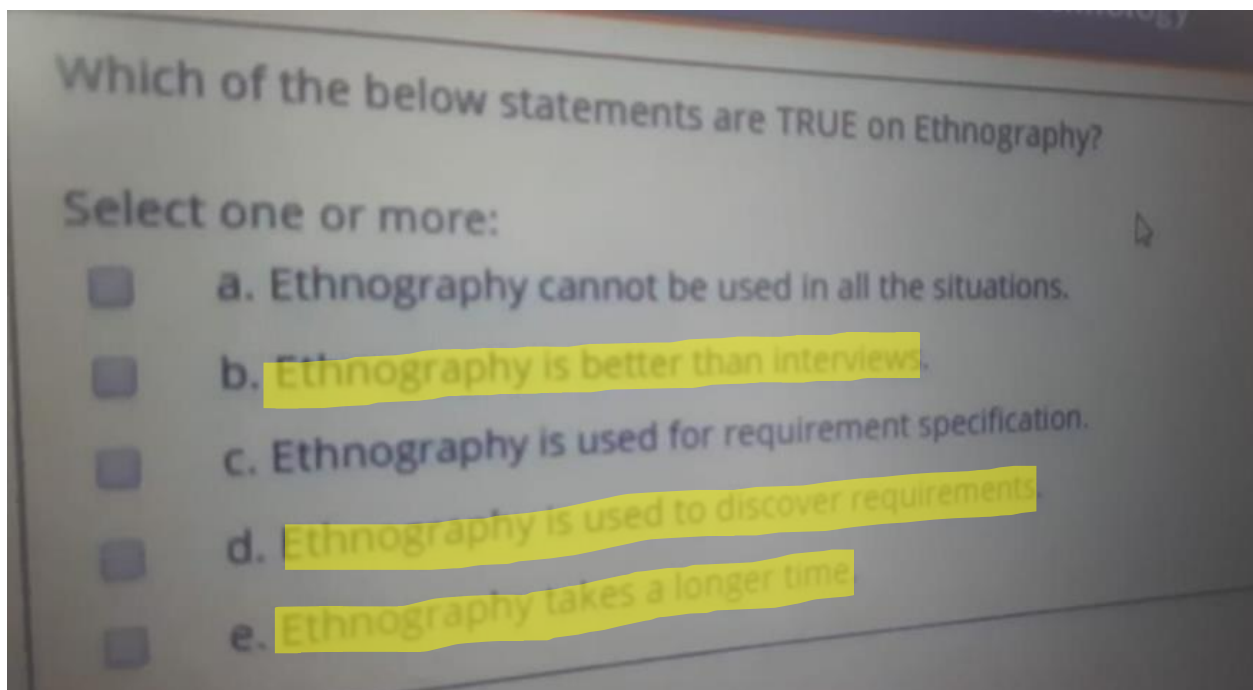 Which of the below statements are TRUE on Ethnography?
Select one or more:
a. Ethnography cannot be used in all the situations.
b. Ethnography is better than interviews.
c. Ethnography is used for requirement specification.
d. Ethnography is used to discover requirements.
e. Ethnography takes a longer time.